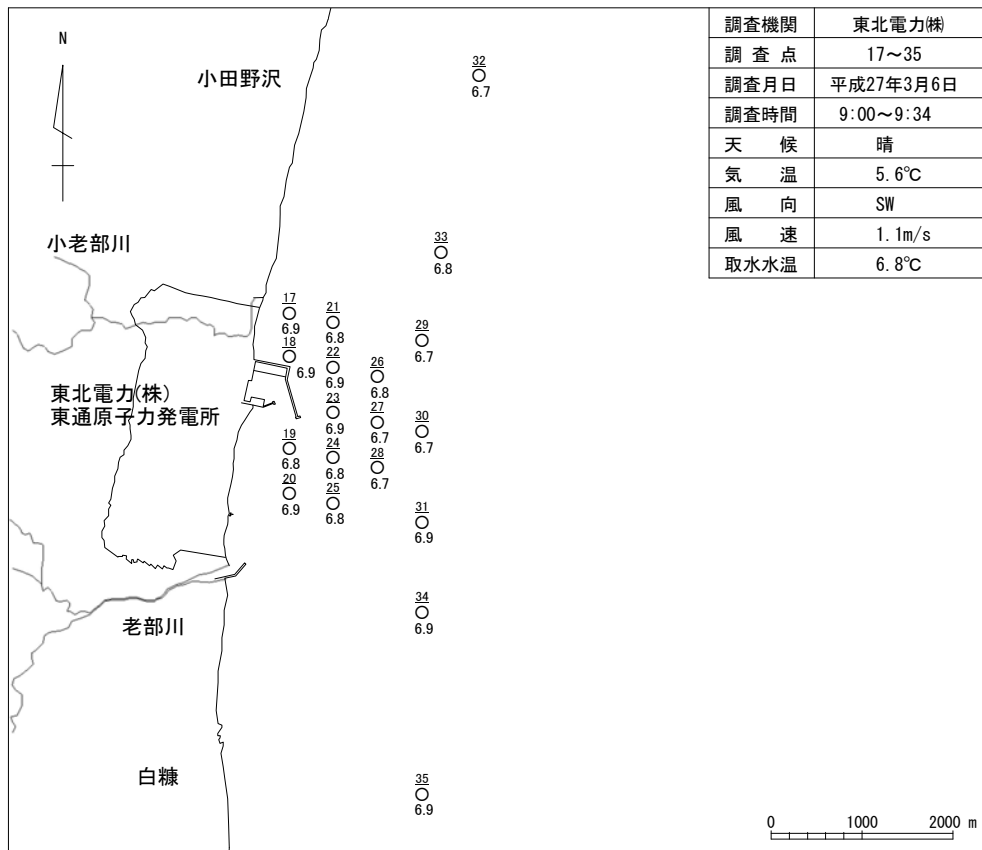 調査機関 東北電力㈱
調査点 17～35
調査月日 平成27年3月6日
調査時間 9:00～9:34
天候 晴
気温 5.6℃
風向 SW
風速 1.1m/s
取水水温 6.8℃
N
小田野沢
32
6.7
小老部川
33
6.8
17
6.9
21
6.8
29
6.7
18
6.9
22
6.9
26
6.8
東北電力(株)
東通原子力発電所
23
6.9
27
6.7
30
6.7
19
6.8
24
6.8
28
6.7
20
6.9
25
6.8
31
6.9
34
6.9
老部川
白糠
35
6.9
0 1000 2000 m